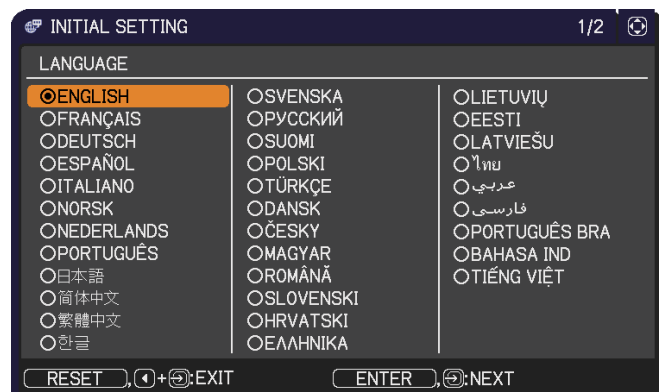 INITIAL SETTING 1/2
LANGUAGE
ENGLISH
FRANÇAIS
DEUTSCH
ESPAÑOL
ITALIANO
NORSK
NEDERLANDS
PORTUGUÊS
日本語
简体中文
繁體中文
한글
SVENSKA
РУССКИЙ
SUOMI
POLSKI
TÜRKÇE
DANSK
ČESKY
MAGYAR
ROMÂNĂ
SLOVENSKI
HRVATSKI
ΕΛΛΗΝΙΚΑ
LIETUVIŲ
EESTI
LATVIEŠU
ไทย
عربي
فارسی
PORTUGUÊS BRA
BAHASA IND
TIẾNG VIỆT
RESET , + :EXIT ENTER , :NEXT